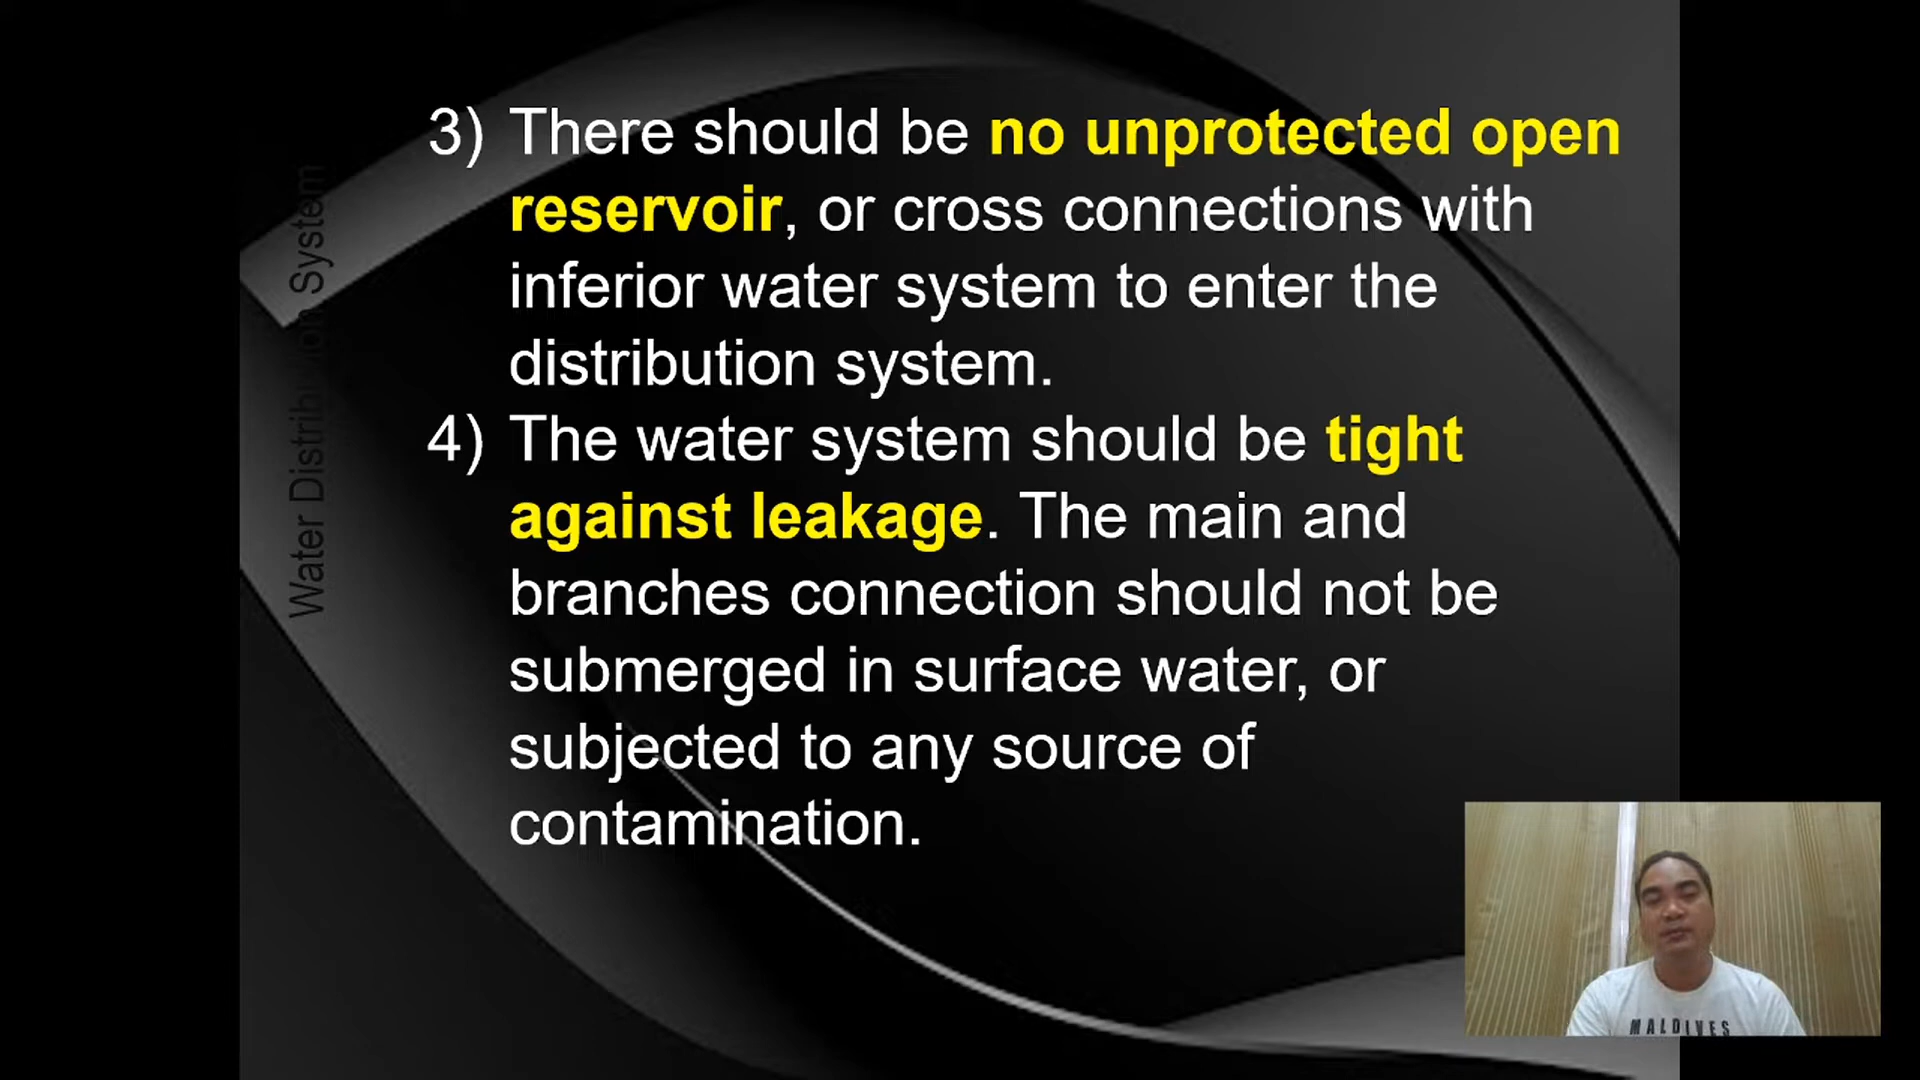 3) There should be no unprotected open
reservoir, or cross connections with
inferior water system to enter the
distribution system.
4) The water system should be tight
against leakage. The main and
branches connection should not be
submerged in surface water, or
subjected to any source of
contamination.
Water Distribution System
MALDIVES